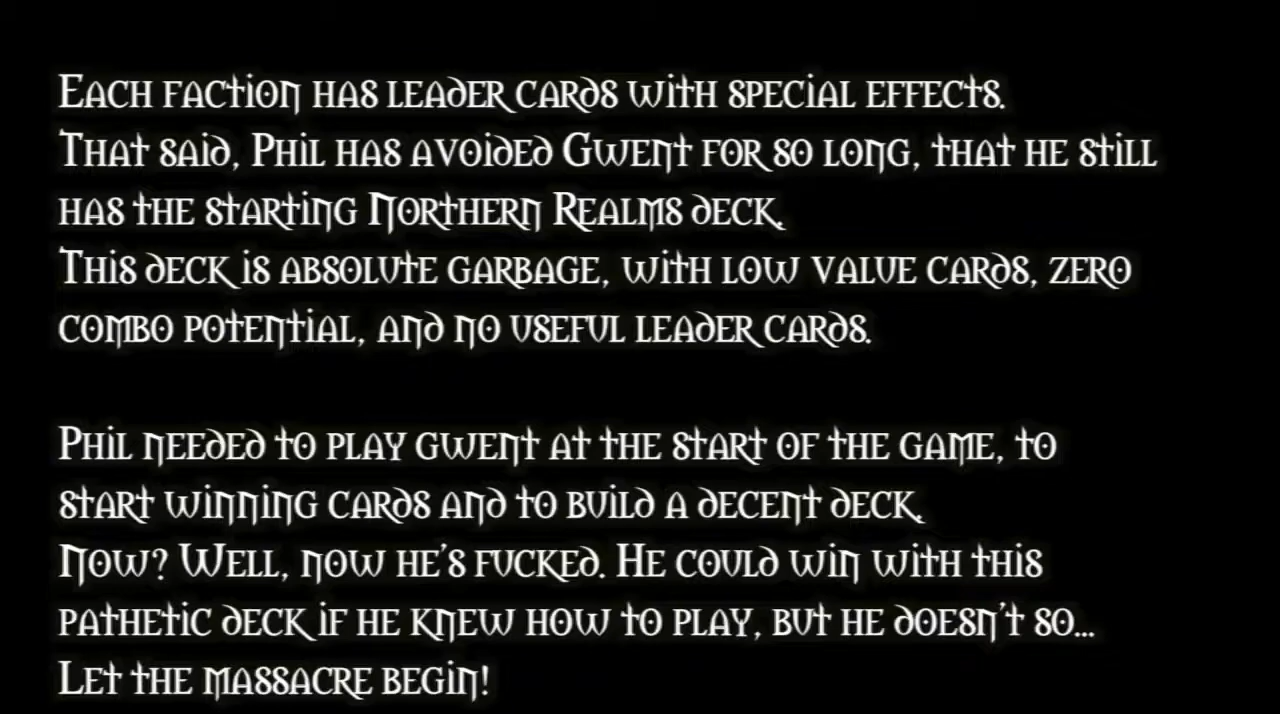 Each faction has leader cards with special effects.
That said, Phil has avoided Gwent for so long, that he still
has the starting Northern Realms deck.
This deck is absolute garbage, with low value cards, zero
combo potential, and no useful leader cards.
Phil needed to play gwent at the start of the game, to
start winning cards and to build a decent deck.
Now? Well, now he's fucked. He could win with this
pathetic deck if he knew how to play, but he doesn't so...
Let the massacre begin!